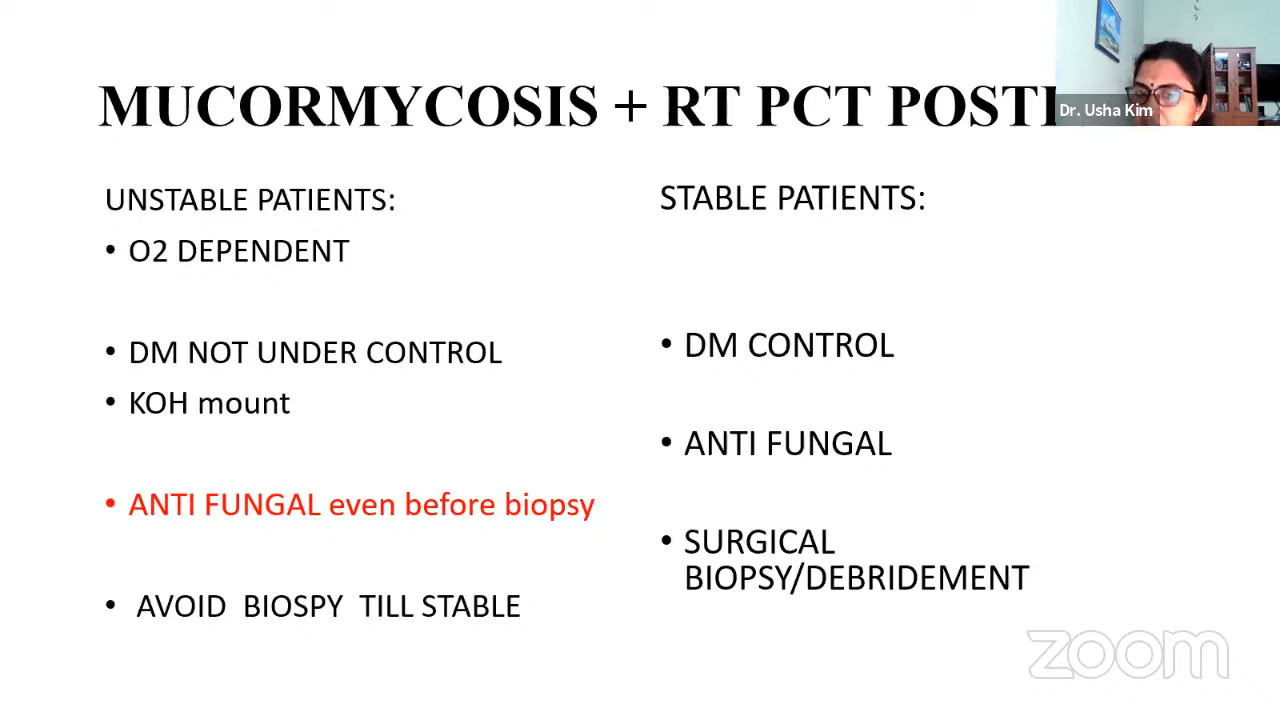 MUCORMYCOSIS + RT PCT
Dr. Usha Kim
UNSTABLE PATIENTS:
• O2 DEPENDENT
• DM NOT UNDER CONTROL
• KOH mount
• ANTI FUNGAL even before biopsy
• AVOID BIOSPY TILL STABLE
STABLE PATIENTS:
• DM CONTROL
• ANTI FUNGAL
• SURGICAL
BIOPSY/DEBRIDEMENT
zoom